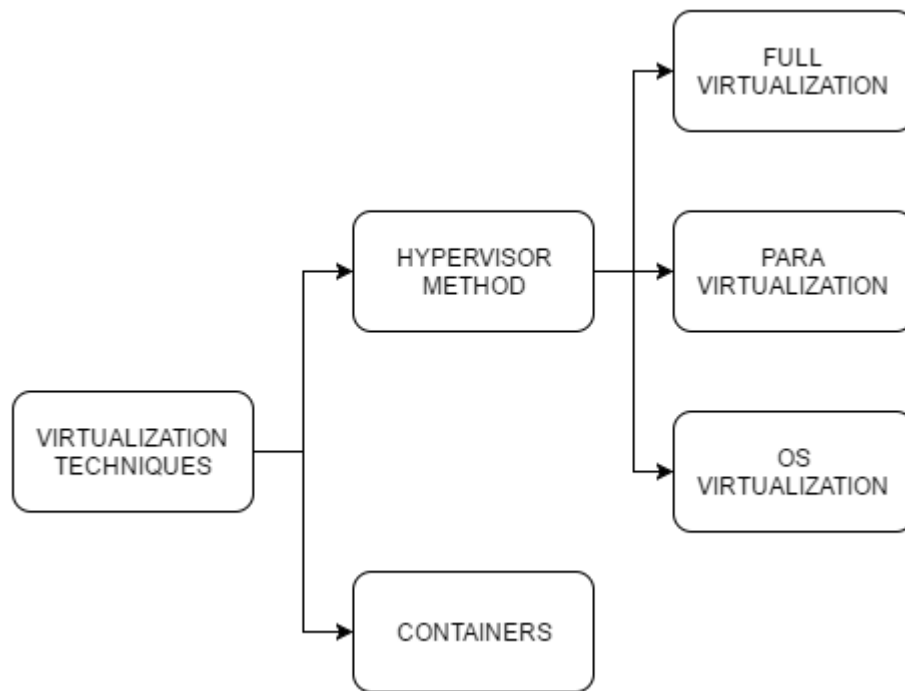 FULL
VIRTUALIZATION
HYPERVISOR
METHOD
PARA
VIRTUALIZATION
VIRTUALIZATION
TECHNIQUES
OS
VIRTUALIZATION
CONTAINERS